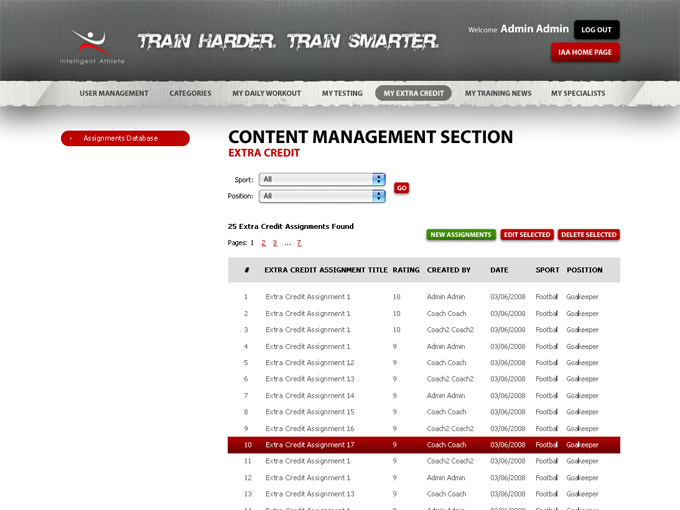 TRAIN HARDER. TRAIN SMARTER.
Welcome Admin Admin LOG OUT
IAA HOME PAGE
Intelligent Athlete
USER MANAGEMENT CATEGORIES MY DAILY WORKOUT MY TESTING MY EXTRA CREDIT MY TRAINING NEWS MY SPECIALISTS
Assignments Database
CONTENT MANAGEMENT SECTION
EXTRA CREDIT
Sport: All
Position: All
GO
25 Extra Credit Assignments Found
Pages: 1 2 3 ... 7
NEW ASSIGNMENTS EDIT SELECTED DELETE SELECTED
# EXTRA CREDIT ASSIGNMENT TITLE RATING CREATED BY DATE SPORT POSITION
1 Extra Credit Assignment 1 10 Admin Admin 03/06/2008 Football Goalkeeper
2 Extra Credit Assignment 1 10 Coach Coach 03/06/2008 Football Goalkeeper
3 Extra Credit Assignment 1 10 Coach2 Coach2 03/06/2008 Football Goalkeeper
4 Extra Credit Assignment 1 9 Admin Admin 03/06/2008 Football Goalkeeper
5 Extra Credit Assignment 12 9 Coach Coach 03/06/2008 Football Goalkeeper
6 Extra Credit Assignment 13 9 Coach2 Coach2 03/06/2008 Football Goalkeeper
7 Extra Credit Assignment 14 9 Admin Admin 03/06/2008 Football Goalkeeper
8 Extra Credit Assignment 15 9 Coach Coach 03/06/2008 Football Goalkeeper
9 Extra Credit Assignment 16 9 Coach2 Coach2 03/06/2008 Football Goalkeeper
10 Extra Credit Assignment 17 9 Coach Coach 03/06/2008 Football Goalkeeper
11 Extra Credit Assignment 1 9 Coach2 Coach2 03/06/2008 Football Goalkeeper
12 Extra Credit Assignment 1 9 Admin Admin 03/06/2008 Football Goalkeeper
13 Extra Credit Assignment 13 9 Coach Coach 03/06/2008 Football Goalkeeper